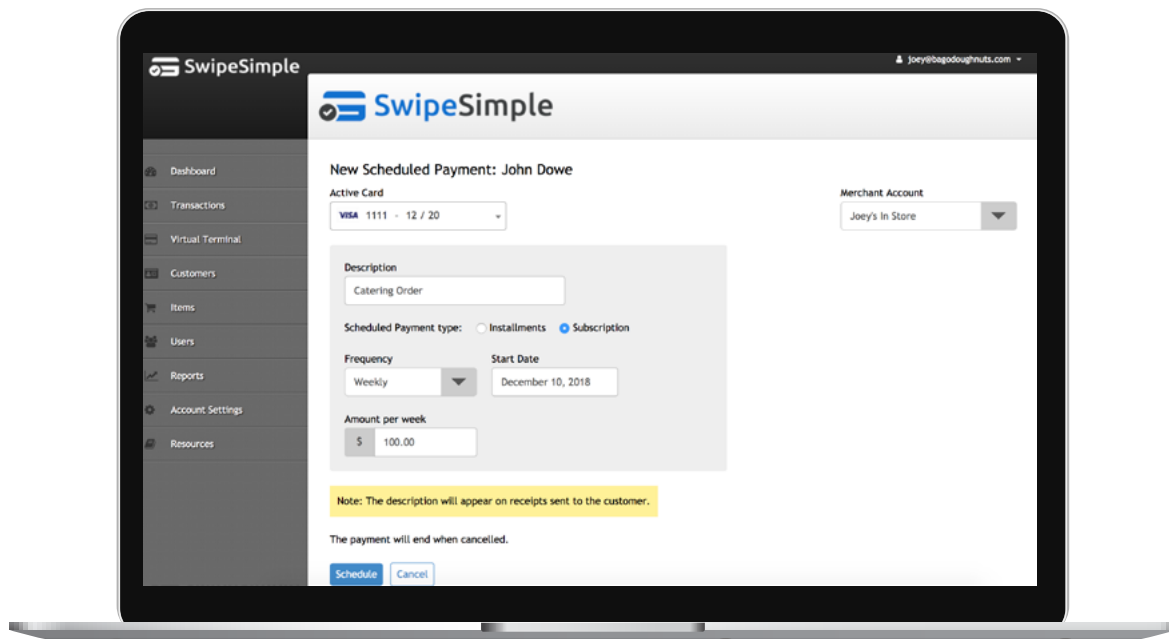 SwipeSimple
joey@bagodoughnuts.com
SwipeSimple
Dashboard
Transactions
Virtual Terminal
Customers
Items
Users
Reports
Account Settings
Resources
New Scheduled Payment: John Dowe
Active Card
Merchant Account
VISA 1111 - 12 / 20
Joey's In Store
Description
Catering Order
Scheduled Payment type: Installments Subscription
Frequency
Start Date
Weekly
December 10, 2018
Amount per week
$ 100.00
Note: The description will appear on receipts sent to the customer.
The payment will end when cancelled.
Schedule
Cancel